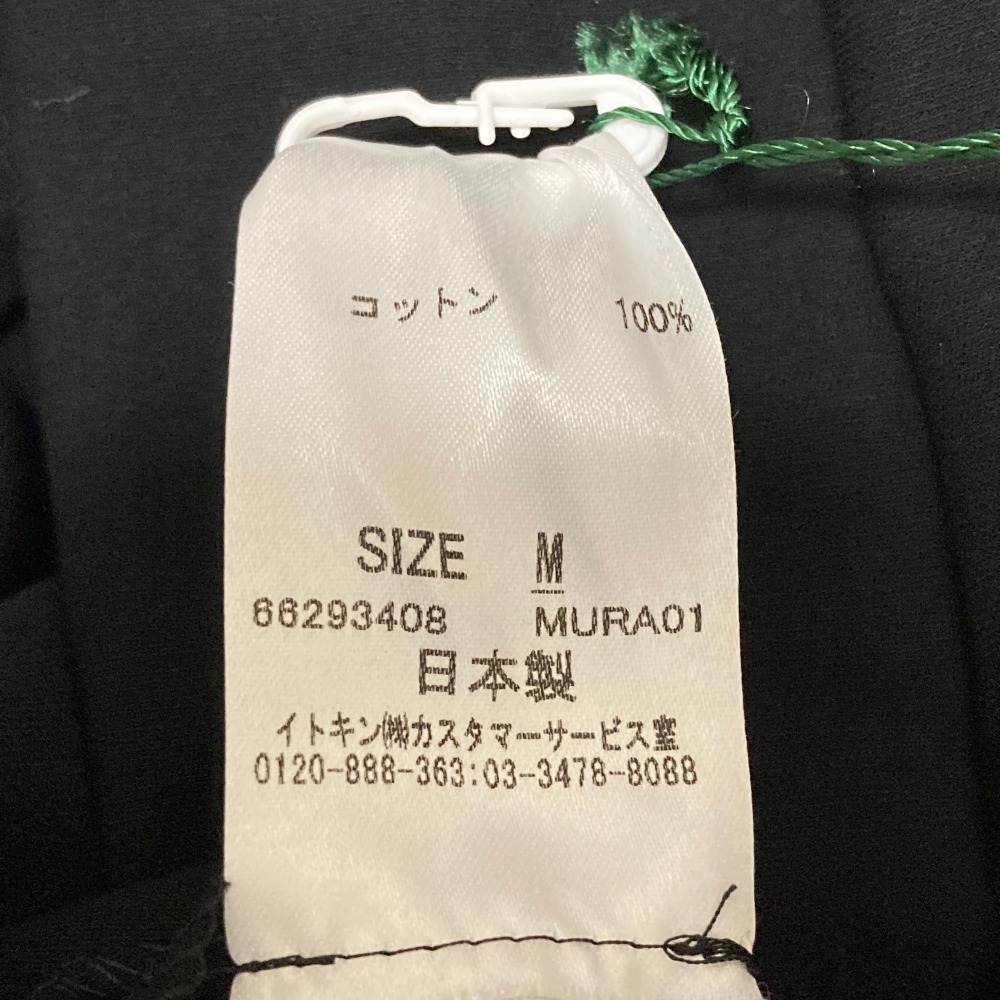 コットン 100%
SIZE M
66293408 MURA01
日本製
イトキン㈱カスタマーサービス室
0120-888-363:03-3478-8088